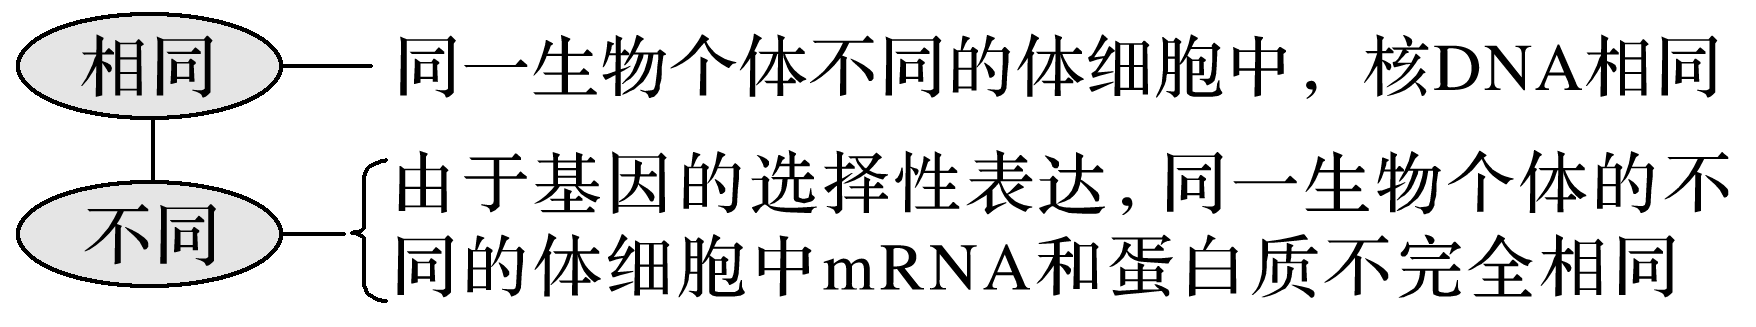 相同 同一生物个体不同的体细胞中，核DNA相同
不同 由于基因的选择性表达，同一生物个体的不
同的体细胞中mRNA和蛋白质不完全相同